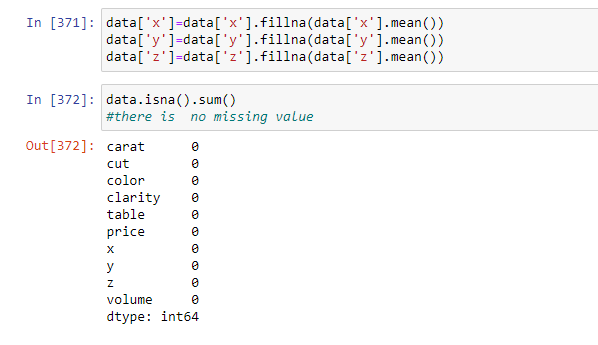 In [371]: data['x']=data['x'].fillna(data['x'].mean())
data['y']=data['y'].fillna(data['y'].mean())
data['z']=data['z'].fillna(data['z'].mean())
In [372]: data.isna().sum()
#there is  no missing value
Out[372]: carat      0
cut        0
color      0
clarity    0
table      0
price      0
x          0
y          0
z          0
volume     0
dtype: int64